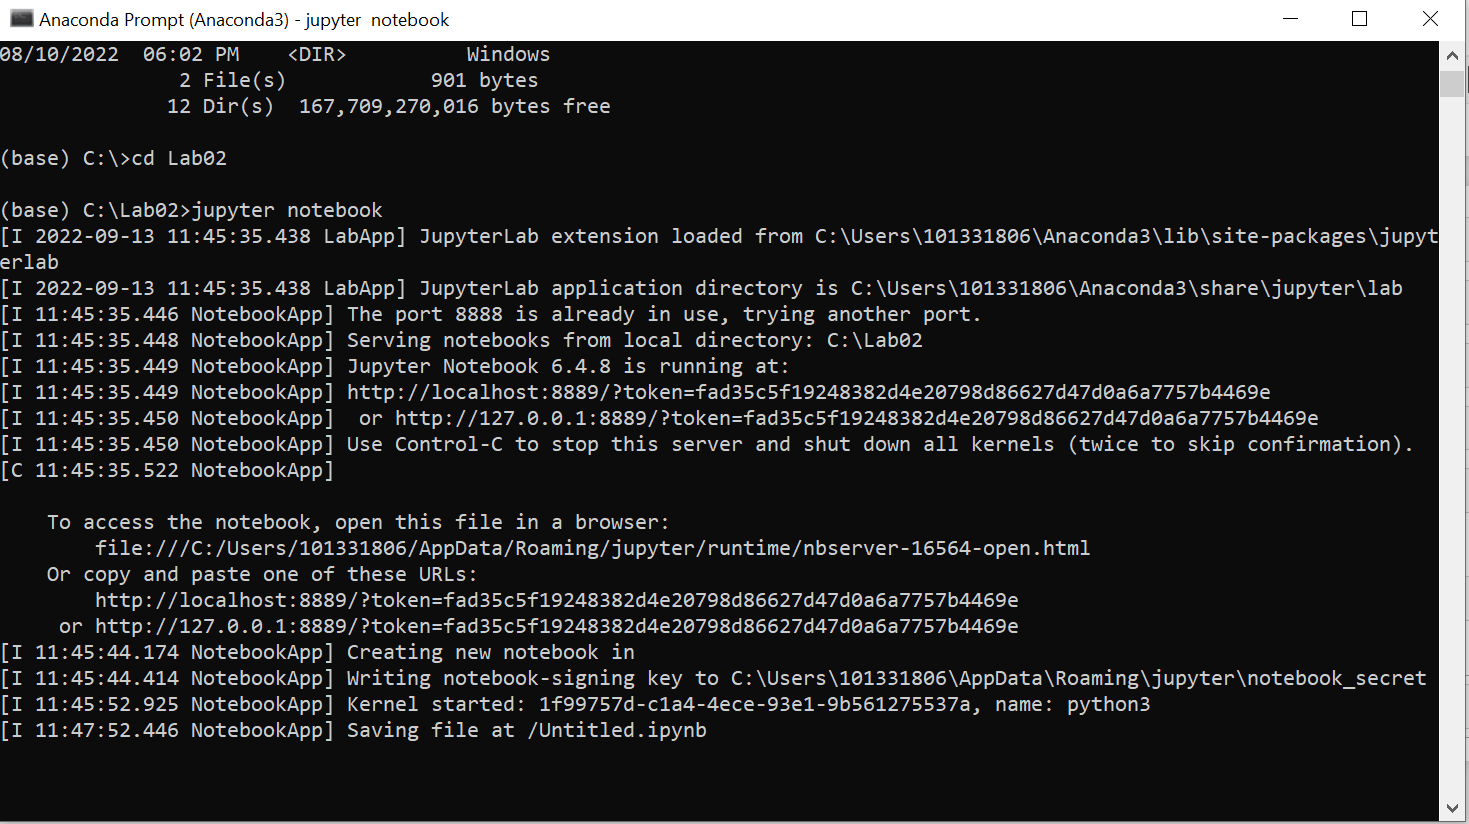 Anaconda Prompt (Anaconda3) - jupyter  notebook
08/10/2022  06:02 PM    <DIR>          Windows
               2 File(s)            901 bytes
              12 Dir(s)  167,709,270,016 bytes free
(base) C:\>cd Lab02
(base) C:\Lab02>jupyter notebook
[I 2022-09-13 11:45:35.438 LabApp] JupyterLab extension loaded from C:\Users\101331806\Anaconda3\lib\site-packages\jupyt
erlab
[I 2022-09-13 11:45:35.438 LabApp] JupyterLab application directory is C:\Users\101331806\Anaconda3\share\jupyter\lab
[I 11:45:35.446 NotebookApp] The port 8888 is already in use, trying another port.
[I 11:45:35.448 NotebookApp] Serving notebooks from local directory: C:\Lab02
[I 11:45:35.449 NotebookApp] Jupyter Notebook 6.4.8 is running at:
[I 11:45:35.449 NotebookApp] http://localhost:8889/?token=fad35c5f19248382d4e20798d86627d47d0a6a7757b4469e
[I 11:45:35.450 NotebookApp]  or http://127.0.0.1:8889/?token=fad35c5f19248382d4e20798d86627d47d0a6a7757b4469e
[I 11:45:35.450 NotebookApp] Use Control-C to stop this server and shut down all kernels (twice to skip confirmation).
[C 11:45:35.522 NotebookApp]
    To access the notebook, open this file in a browser:
        file:///C:/Users/101331806/AppData/Roaming/jupyter/runtime/nbserver-16564-open.html
    Or copy and paste one of these URLs:
        http://localhost:8889/?token=fad35c5f19248382d4e20798d86627d47d0a6a7757b4469e
     or http://127.0.0.1:8889/?token=fad35c5f19248382d4e20798d86627d47d0a6a7757b4469e
[I 11:45:44.174 NotebookApp] Creating new notebook in
[I 11:45:44.414 NotebookApp] Writing notebook-signing key to C:\Users\101331806\AppData\Roaming\jupyter\notebook_secret
[I 11:45:52.925 NotebookApp] Kernel started: 1f99757d-c1a4-4ece-93e1-9b561275537a, name: python3
[I 11:47:52.446 NotebookApp] Saving file at /Untitled.ipynb